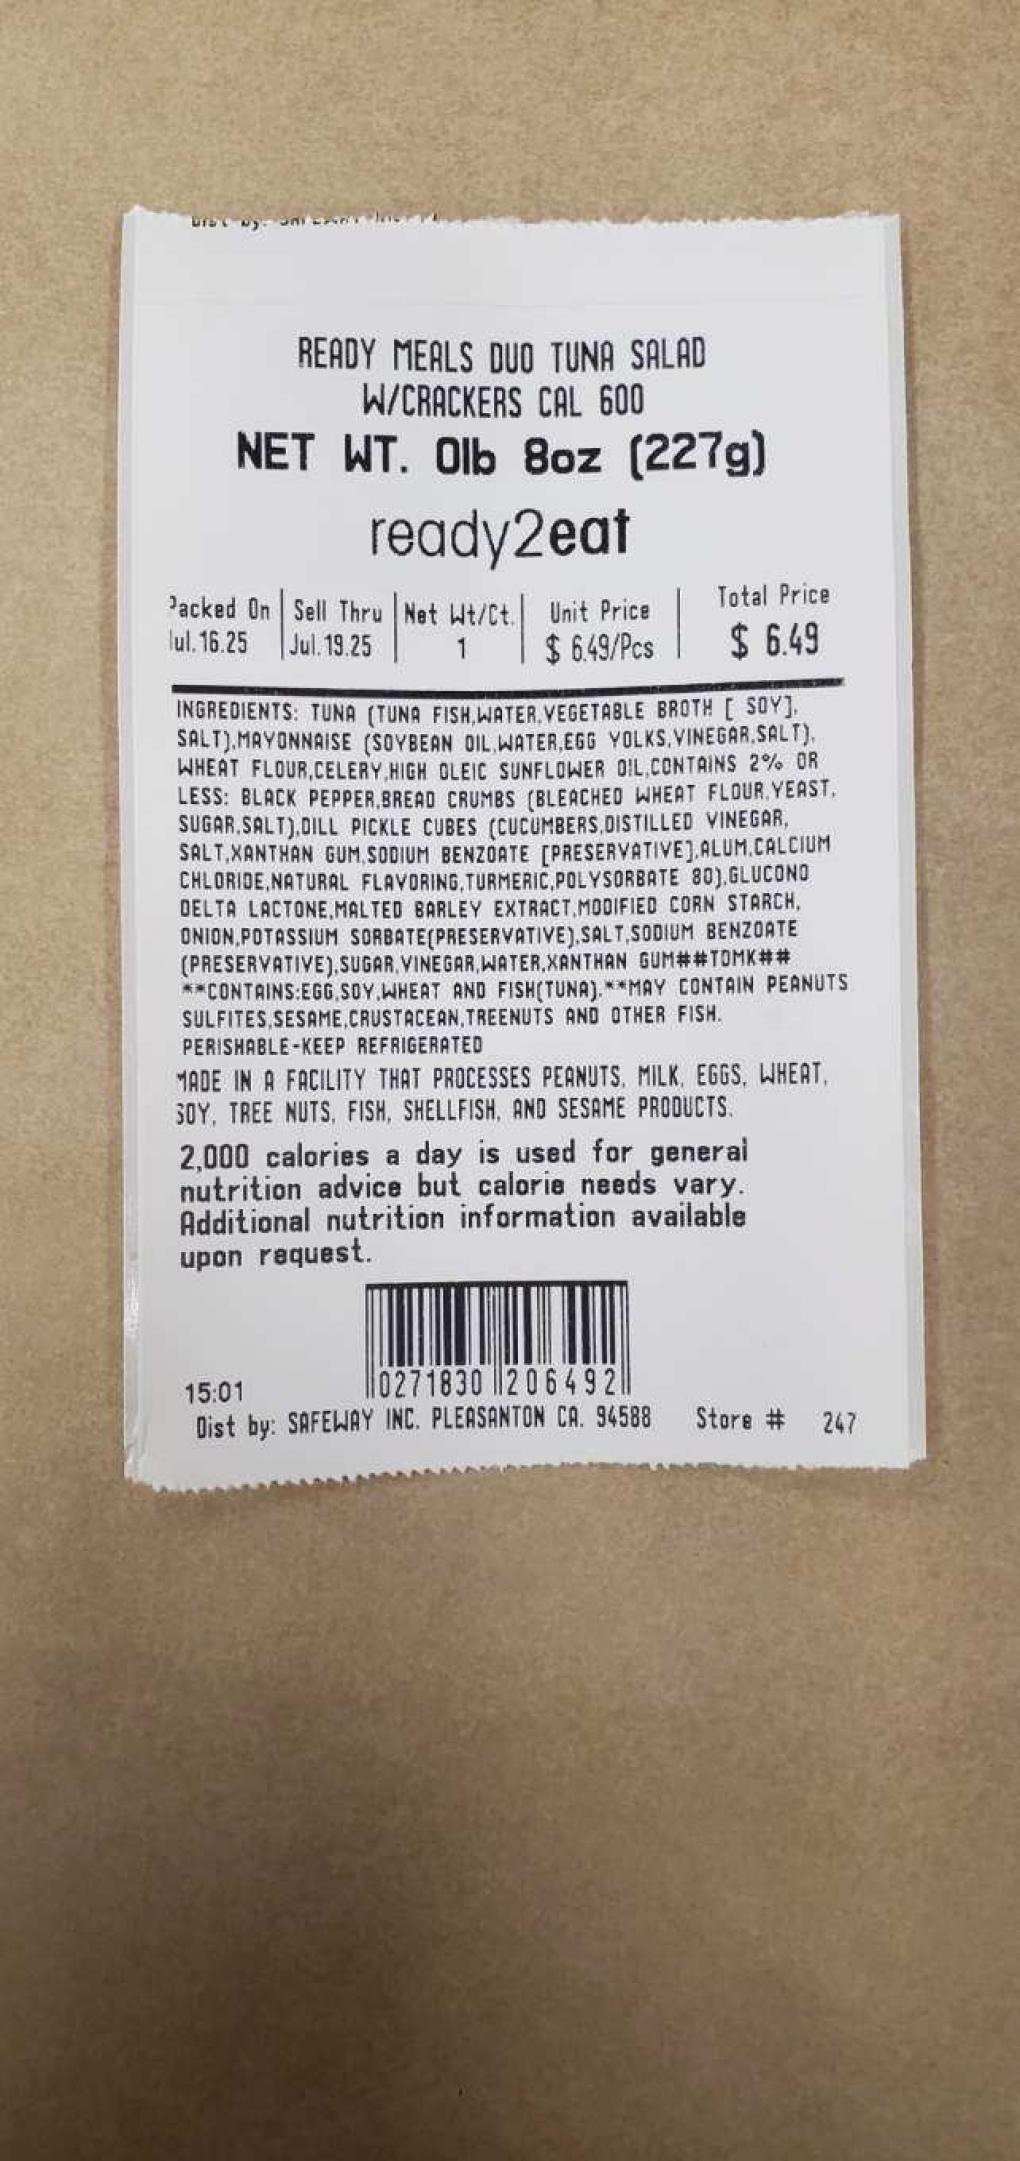 Dist by: SAFEWAY INC.
READY MEALS DUO TUNA SALAD
W/CRACKERS CAL 600
NET WT. 0lb 8oz (227g)
ready2eat
Packed On Sell Thru Net Wt/Ct. Unit Price Total Price
Jul.16.25 Jul.19.25 1 $ 6.49/Pcs $ 6.49
INGREDIENTS: TUNA (TUNA FISH,WATER,VEGETABLE BROTH [ SOY],
SALT),MAYONNAISE (SOYBEAN OIL,WATER,EGG YOLKS,VINEGAR,SALT),
WHEAT FLOUR,CELERY,HIGH OLEIC SUNFLOWER OIL,CONTAINS 2% OR
LESS: BLACK PEPPER,BREAD CRUMBS (BLEACHED WHEAT FLOUR,YEAST,
SUGAR,SALT),DILL PICKLE CUBES (CUCUMBERS,DISTILLED VINEGAR,
SALT,XANTHAN GUM,SODIUM BENZOATE [PRESERVATIVE],ALUM,CALCIUM
CHLORIDE,NATURAL FLAVORING,TURMERIC,POLYSORBATE 80),GLUCONO
DELTA LACTONE,MALTED BARLEY EXTRACT,MODIFIED CORN STARCH,
ONION,POTASSIUM SORBATE(PRESERVATIVE),SALT,SODIUM BENZOATE
(PRESERVATIVE),SUGAR,VINEGAR,WATER,XANTHAN GUM##TOMK##
**CONTAINS:EGG,SOY,WHEAT AND FISH(TUNA).**MAY CONTAIN PEANUTS
SULFITES,SESAME,CRUSTACEAN,TREENUTS AND OTHER FISH.
PERISHABLE-KEEP REFRIGERATED
MADE IN A FACILITY THAT PROCESSES PEANUTS, MILK, EGGS, WHEAT,
SOY, TREE NUTS, FISH, SHELLFISH, AND SESAME PRODUCTS.
2,000 calories a day is used for general
nutrition advice but calorie needs vary.
Additional nutrition information available
upon request.
0271830 206492
15:01
Dist by: SAFEWAY INC. PLEASANTON CA. 94588 Store # 247